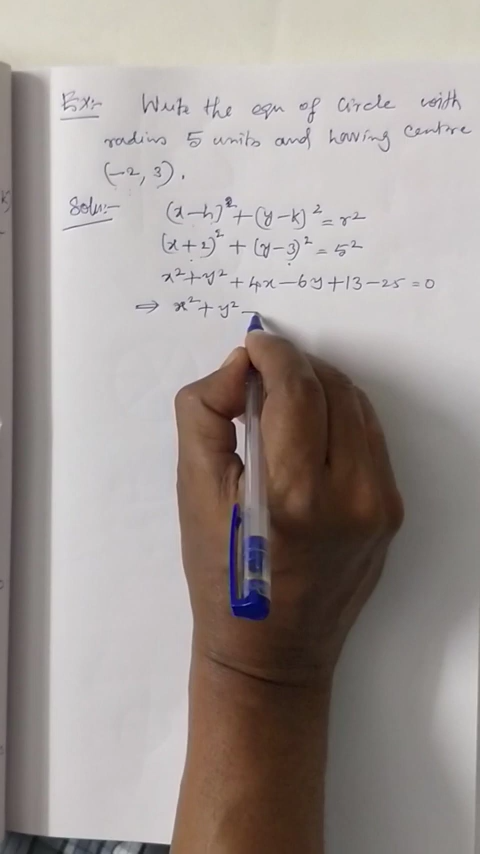 Ex:- Write the eqn of circle with
radius 5 units and having centre
(-2, 3).
Soln:- (x-h)² + (y-k)² = r²
(x+2)² + (y-3)² = 5²
x² + y² + 4x - 6y + 13 - 25 = 0
⇒ x² + y² -